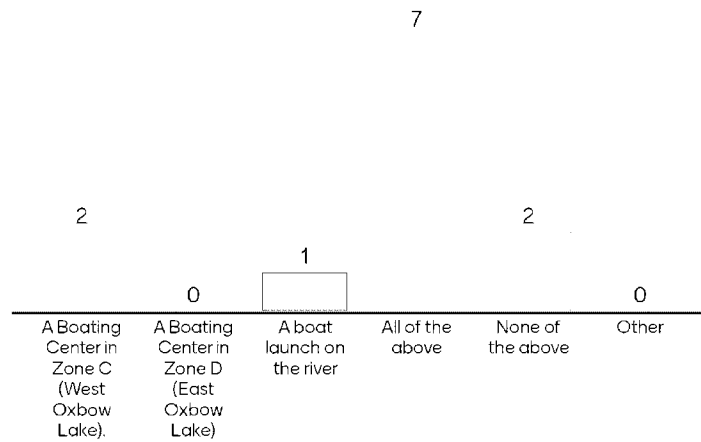 7
2
2
1
0
0
A Boating
Center in
Zone C
(West
Oxbow
Lake).
A Boating
Center in
Zone D
(East
Oxbow
Lake)
A boat
launch on
the river
All of the
above
None of
the above
Other